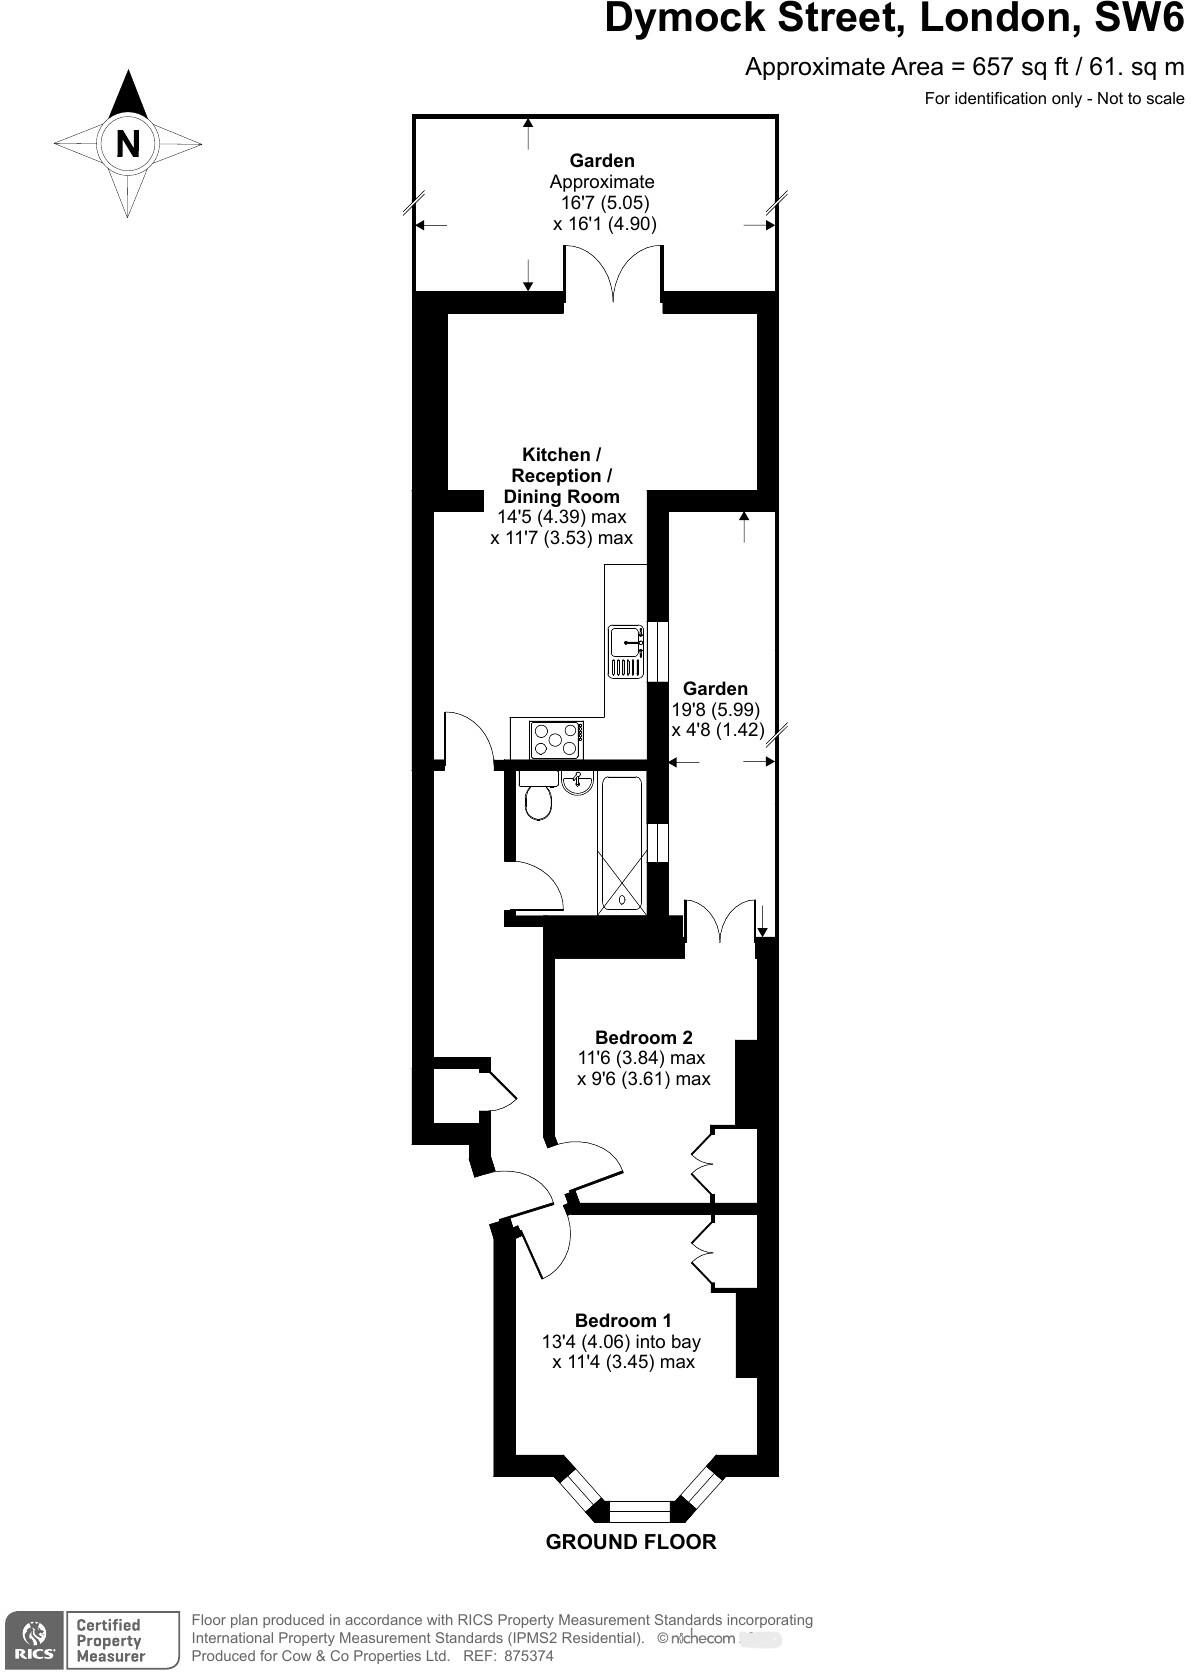 Dymock Street, London, SW6
Approximate Area = 657 sq ft / 61. sq m
For identification only - Not to scale
N
Garden
Approximate
16'7 (5.05)
x 16'1 (4.90)
Kitchen /
Reception /
Dining Room
14'5 (4.39) max
x 11'7 (3.53) max
Garden
19'8 (5.99)
x 4'8 (1.42)
Bedroom 2
11'6 (3.84) max
x 9'6 (3.61) max
Bedroom 1
13'4 (4.06) into bay
x 11'4 (3.45) max
GROUND FLOOR
RICS
Certified
Property
Measurer
Floor plan produced in accordance with RICS Property Measurement Standards incorporating
International Property Measurement Standards (IPMS2 Residential). © nichecom
Produced for Cow & Co Properties Ltd. REF: 875374